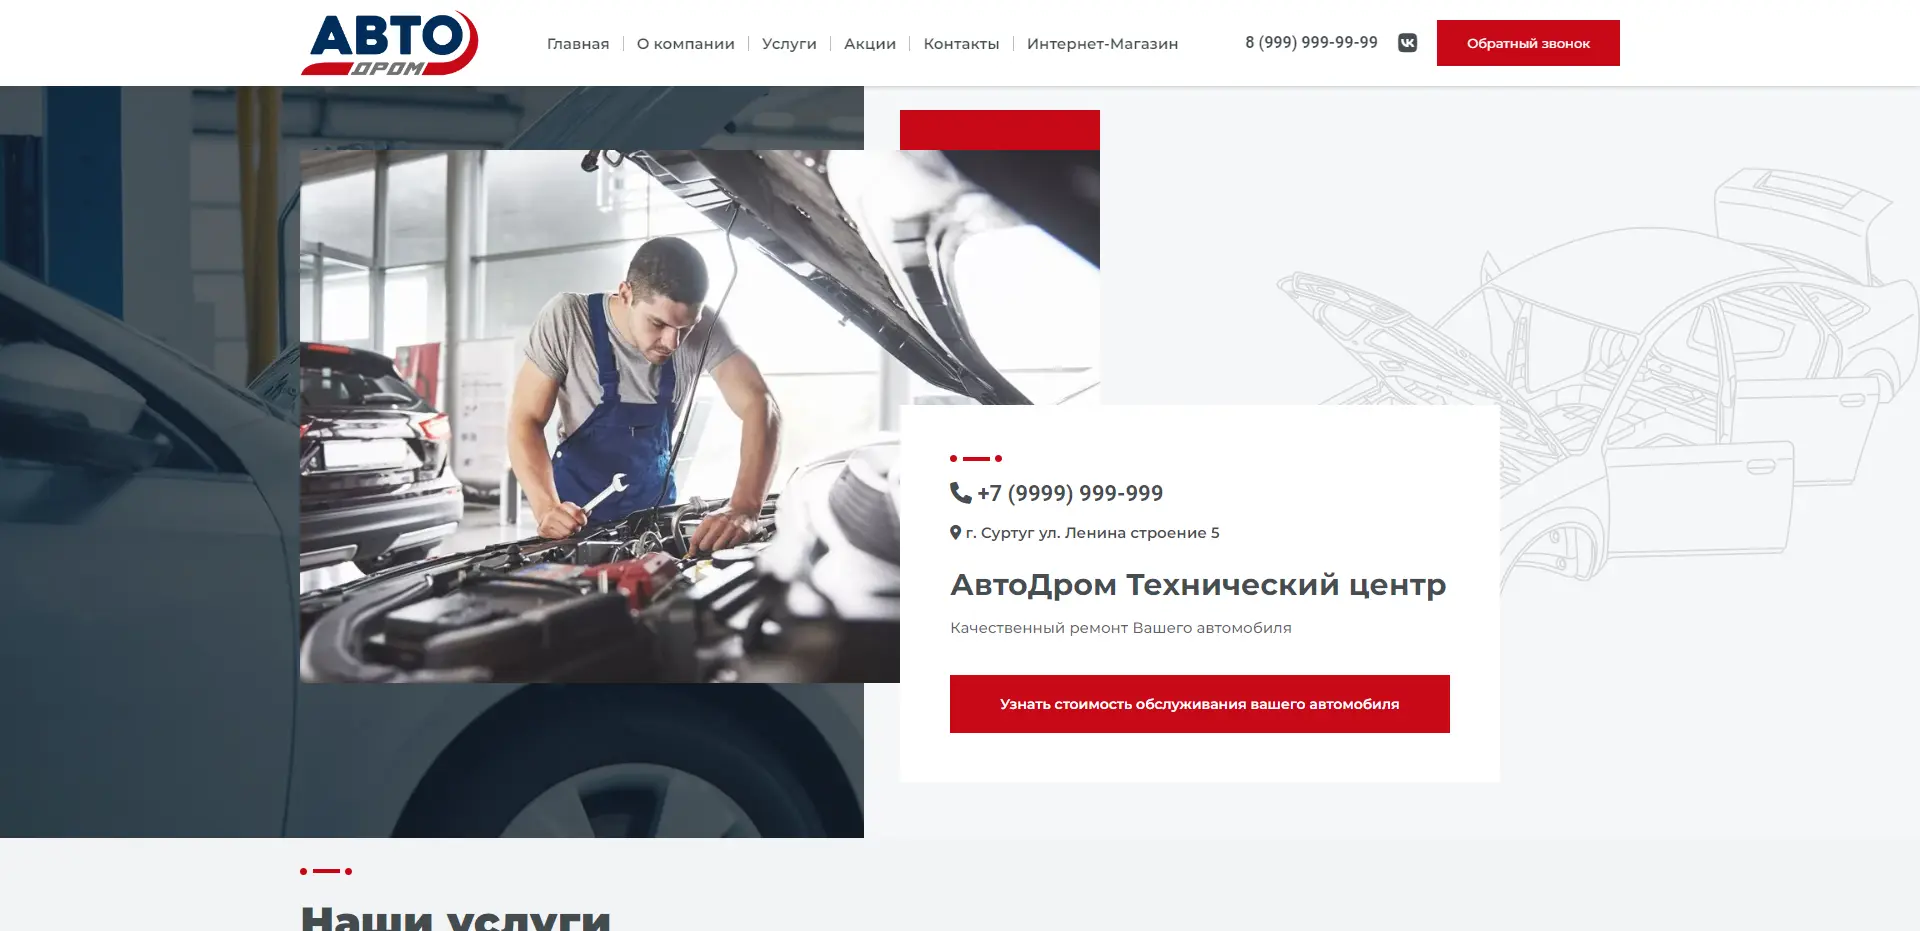 АВТО
ДРОМ
Главная
О компании
Услуги
Акции
Контакты
Интернет-Магазин
8 (999) 999-99-99
Обратный звонок
+7 (9999) 999-999
г. Суртуг ул. Ленина строение 5
АвтоДром Технический центр
Качественный ремонт Вашего автомобиля
Узнать стоимость обслуживания вашего автомобиля
Наши услуги